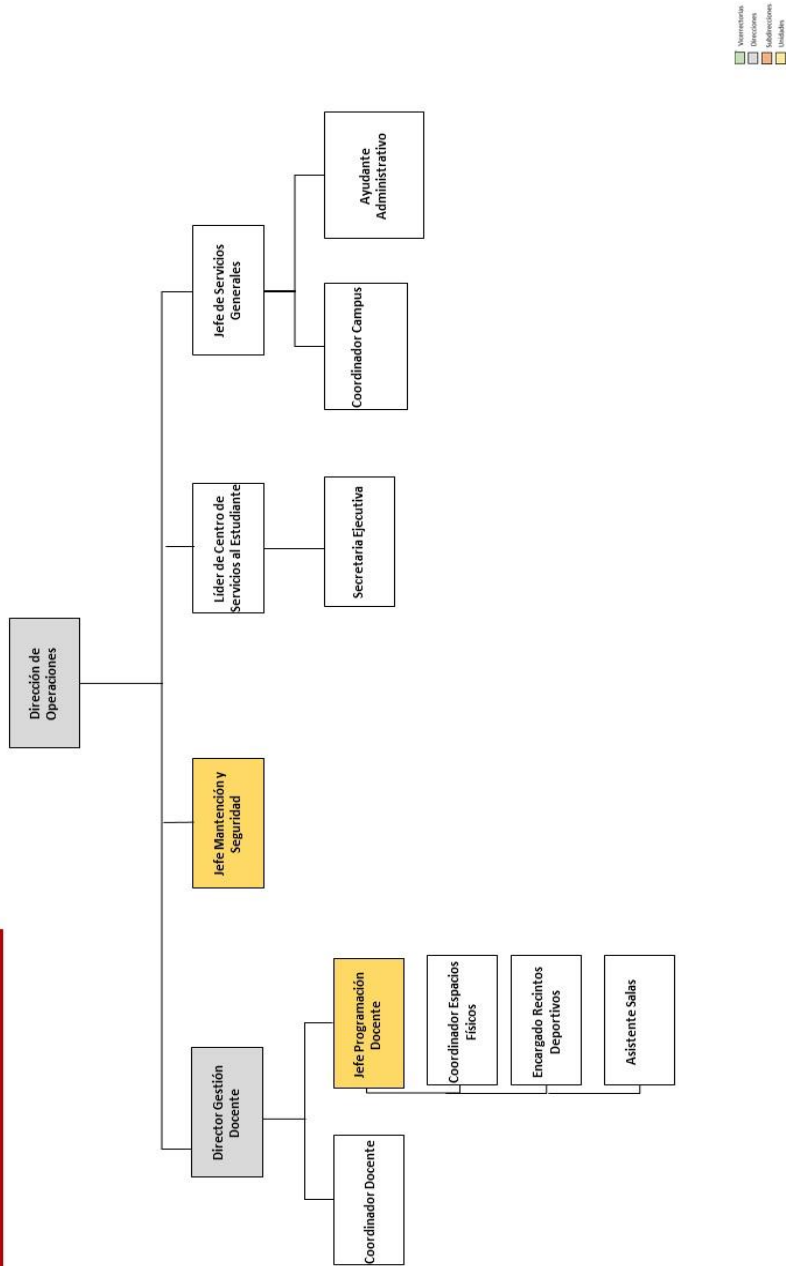 Dirección de
Operaciones
Director Gestión
Docente
Jefe Mantención y
Seguridad
Líder de Centro de
Servicios al Estudiante
Jefe de Servicios
Generales
Coordinador Docente
Jefe Programación
Docente
Coordinador Espacios
Físicos
Encargado Recintos
Deportivos
Asistente Salas
Secretaria Ejecutiva
Coordinador Campus
Ayudante
Administrativo
Vicerrectorías
Direcciones
Subdirecciones
Unidades